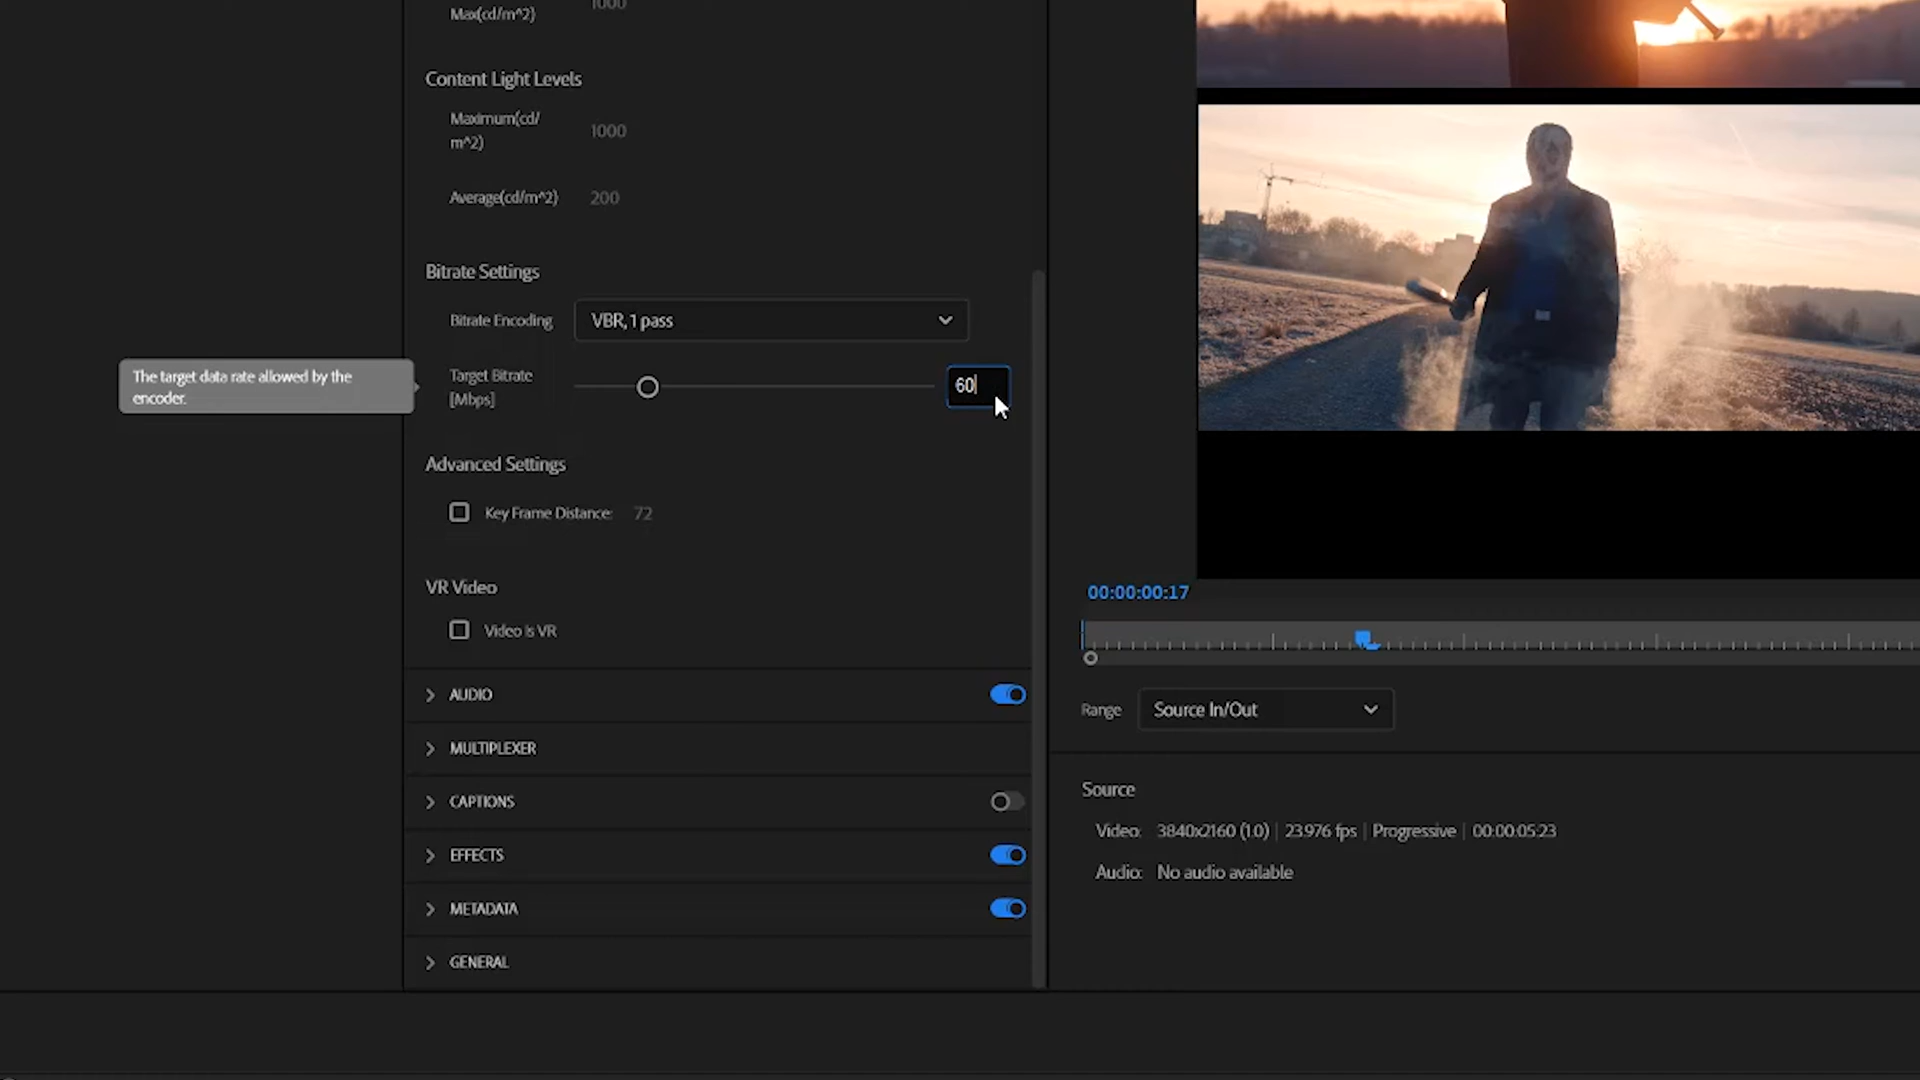 Max(cd/m^2)
1000
Content Light Levels
Maximum(cd/
m^2)
1000
Average(cd/m^2)
200
Bitrate Settings
Bitrate Encoding
VBR, 1 pass
The target data rate allowed by the
encoder.
Target Bitrate
[Mbps]
60
Advanced Settings
Key Frame Distance:
72
VR Video
Video Is VR
AUDIO
MULTIPLEXER
CAPTIONS
EFFECTS
METADATA
GENERAL
00:00:00:17
Range
Source In/Out
Source
Video: 3840x2160 (1.0) | 23.976 fps | Progressive | 00:00:05:23
Audio: No audio available